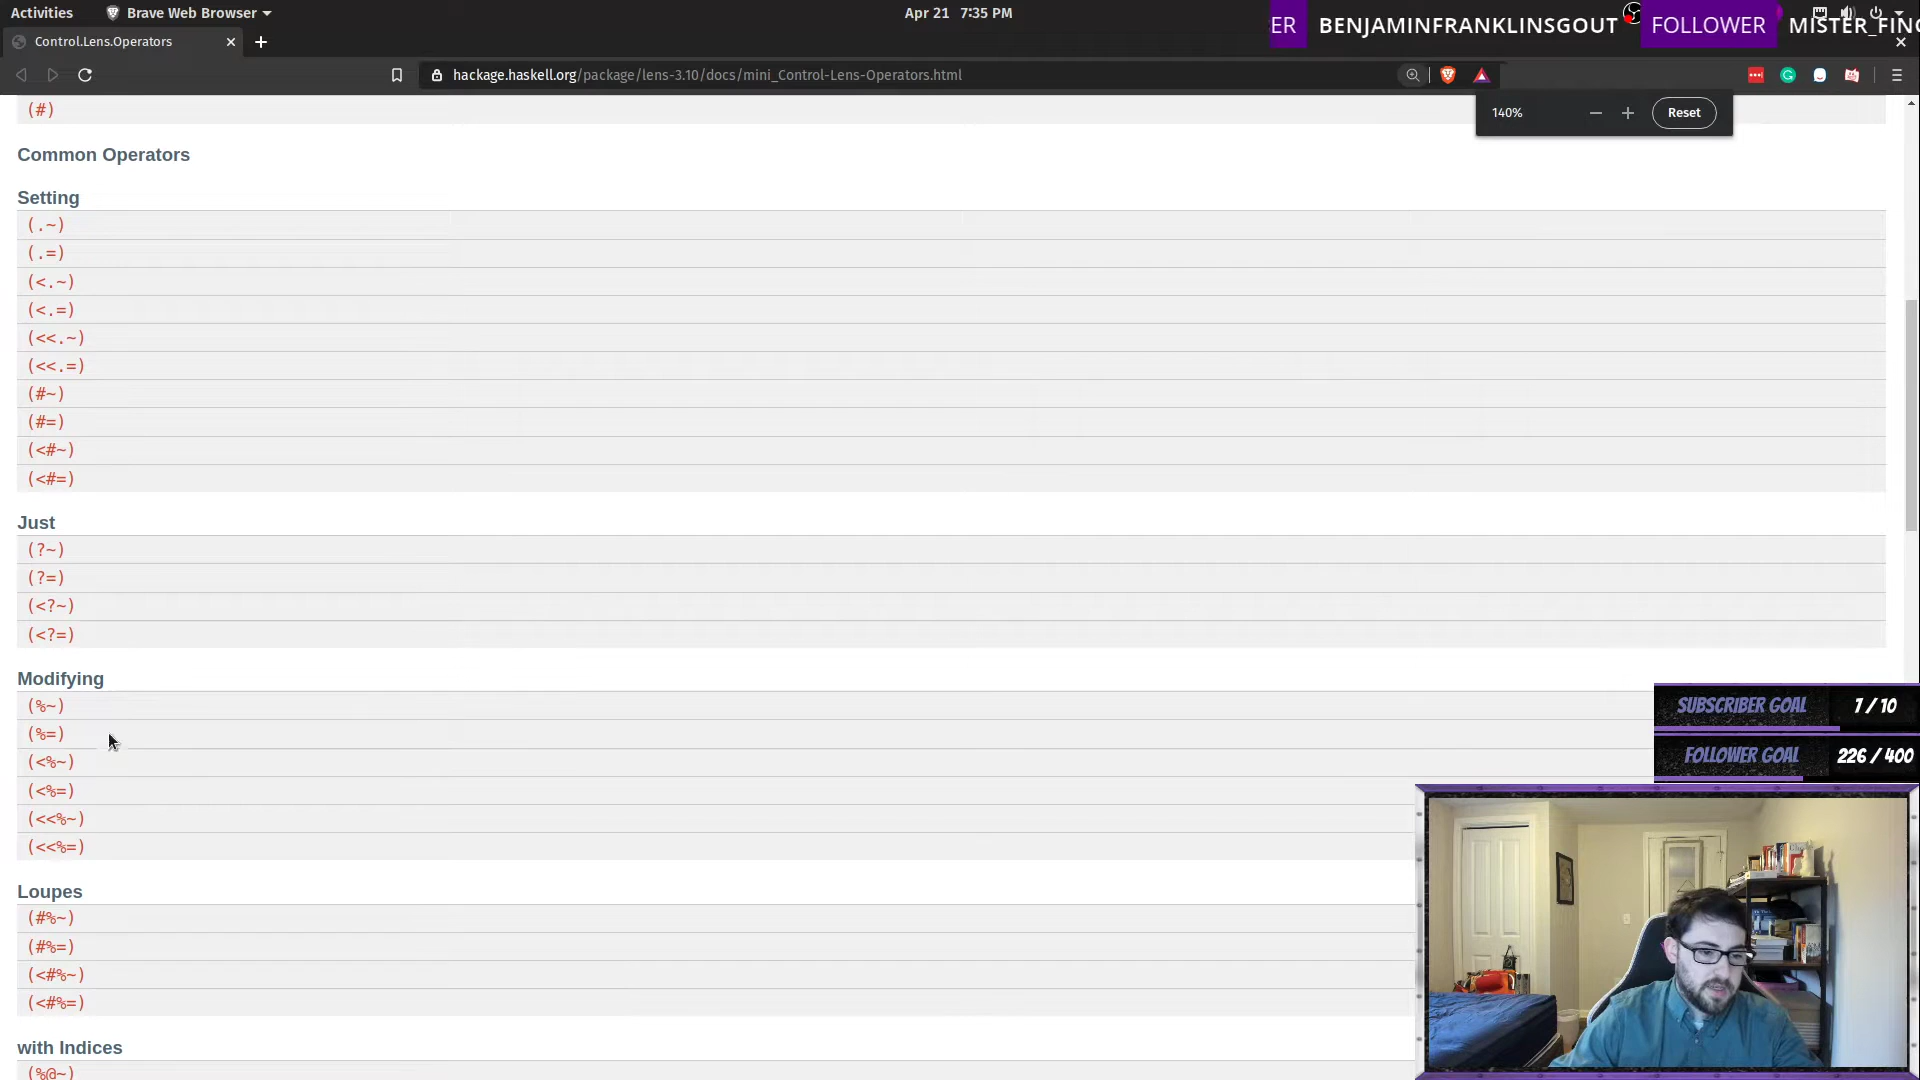 Activities
Brave Web Browser
Apr 21 7:35 PM
ER BENJAMINFRANKLINSGOUT FOLLOWER MISTER_FING
Control.Lens.Operators
hackage.haskell.org/package/lens-3.10/docs/mini_Control-Lens-Operators.html
140%
Reset
(#)
Common Operators
Setting
(.~)
(.=)
(<.~)
(<.=)
(<<.~)
(<<.=)
(#~)
(#=)
(<#~)
(<#=)
Just
(?~)
(?=)
(<?~)
(<?=)
Modifying
(%~)
(%=)
(<%~)
(<%=)
(<<%~)
(<<%=)
Loupes
(#%~)
(#%=)
(<#%~)
(<#%=)
with Indices
(%@~)
SUBSCRIBER GOAL 7 / 10
FOLLOWER GOAL 226 / 400